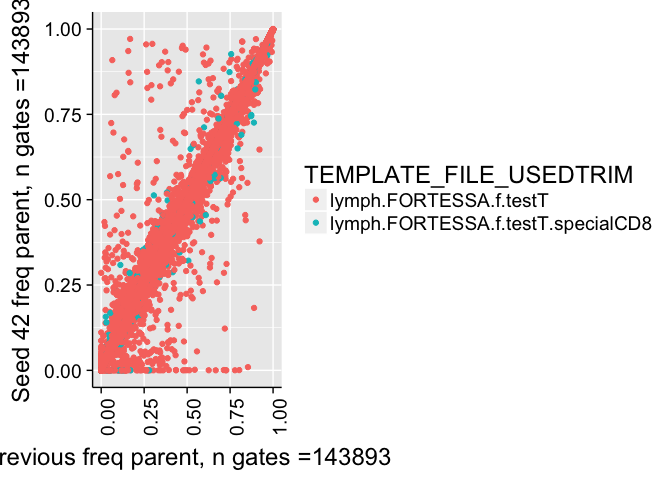 Seed 42 freq parent, n gates =143893
1.00
0.75
0.50
0.25
0.00
0.00
0.25
0.50
0.75
1.00
revious freq parent, n gates =143893
TEMPLATE_FILE_USEDTRIM
lymph.FORTESSA.f.testT
lymph.FORTESSA.f.testT.specialCD8